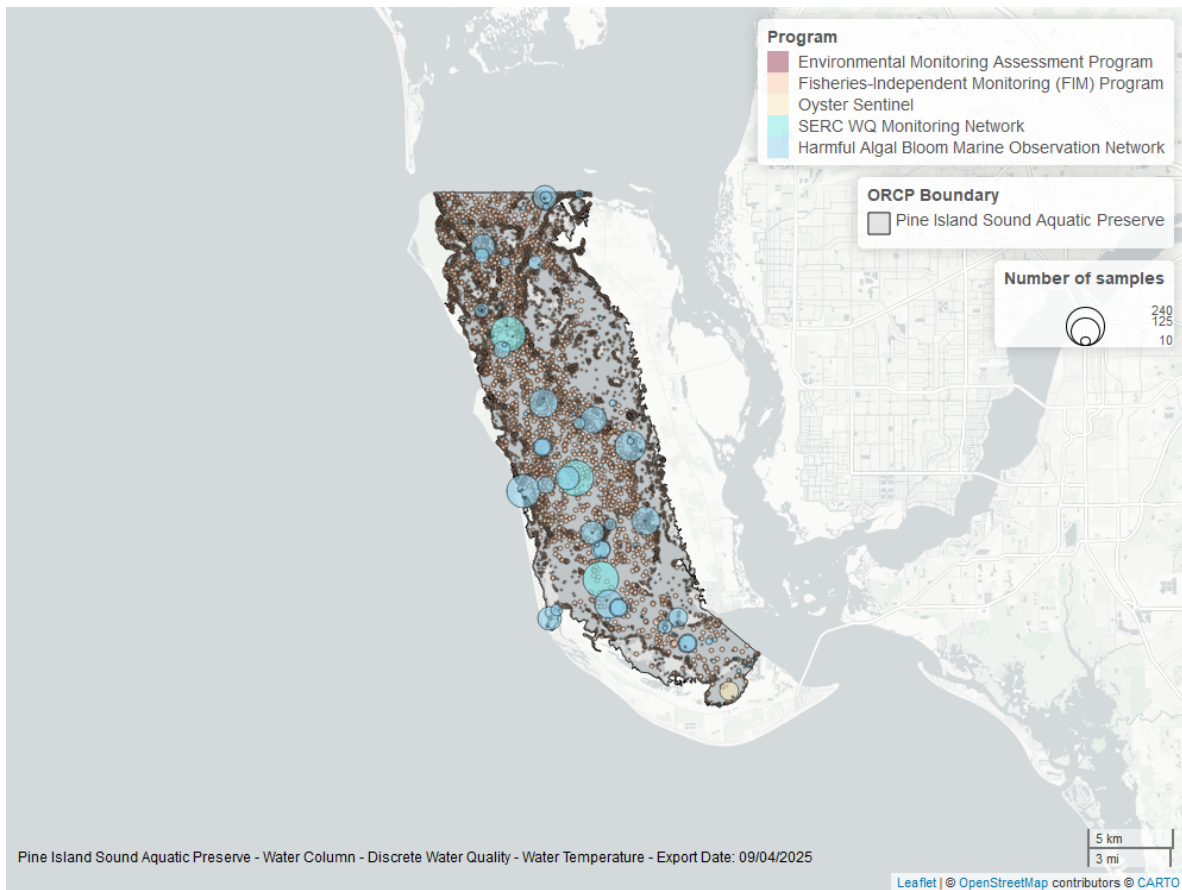 Program
Environmental Monitoring Assessment Program
Fisheries-Independent Monitoring (FIM) Program
Oyster Sentinel
SERC WQ Monitoring Network
Harmful Algal Bloom Marine Observation Network
ORCP Boundary
Pine Island Sound Aquatic Preserve
Number of samples
240
125
10
5 km
3 mi
Pine Island Sound Aquatic Preserve - Water Column - Discrete Water Quality - Water Temperature - Export Date: 09/04/2025
Leaflet | © OpenStreetMap contributors © CARTO